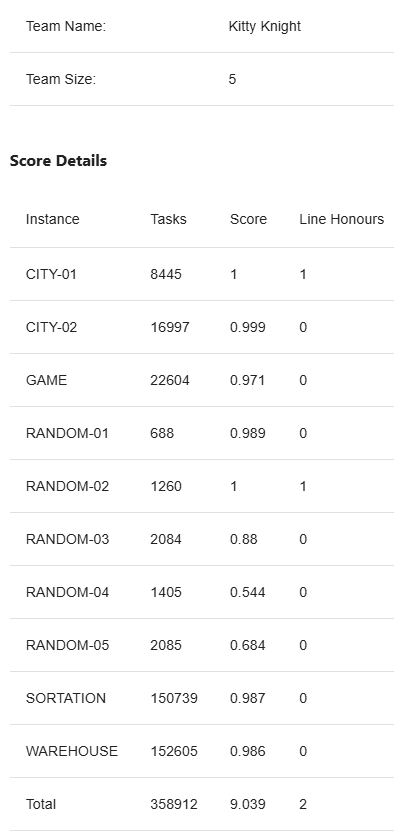 Team Name: Kitty Knight
Team Size: 5
Score Details
Instance Tasks Score Line Honours
CITY-01 8445 1 1
CITY-02 16997 0.999 0
GAME 22604 0.971 0
RANDOM-01 688 0.989 0
RANDOM-02 1260 1 1
RANDOM-03 2084 0.88 0
RANDOM-04 1405 0.544 0
RANDOM-05 2085 0.684 0
SORTATION 150739 0.987 0
WAREHOUSE 152605 0.986 0
Total 358912 9.039 2